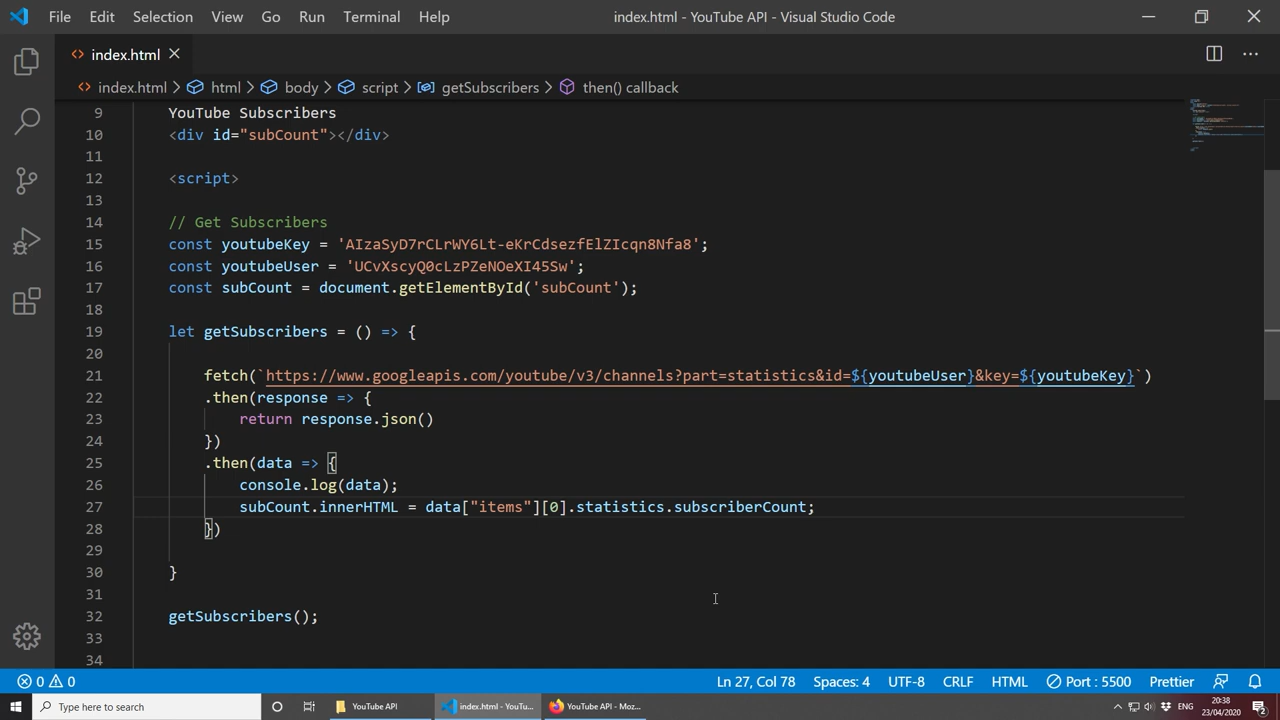 File Edit Selection View Go Run Terminal Help index.html - YouTube API - Visual Studio Code
index.html
index.html > html > body > script > getSubscribers > then() callback
9 YouTube Subscribers
10 <div id="subCount"></div>
11
12 <script>
13
14 // Get Subscribers
15 const youtubeKey = 'AIzaSyD7rCLrWY6Lt-eKrCdsezfElZIcqn8Nfa8';
16 const youtubeUser = 'UCvXscyQ0cLzPZeNOeXI45Sw';
17 const subCount = document.getElementById('subCount');
18
19 let getSubscribers = () => {
20
21 fetch(`https://www.googleapis.com/youtube/v3/channels?part=statistics&id=${youtubeUser}&key=${youtubeKey}`)
22 .then(response => {
23 return response.json()
24 })
25 .then(data => {
26 console.log(data);
27 subCount.innerHTML = data["items"][0].statistics.subscriberCount;
28 })
29
30 }
31
32 getSubscribers();
33
34
0 0 Ln 27, Col 78 Spaces: 4 UTF-8 CRLF HTML Port : 5500 Prettier
Type here to search YouTube API index.html - YouTu... YouTube API - Moz... ENG 20:38
23/04/2020 2